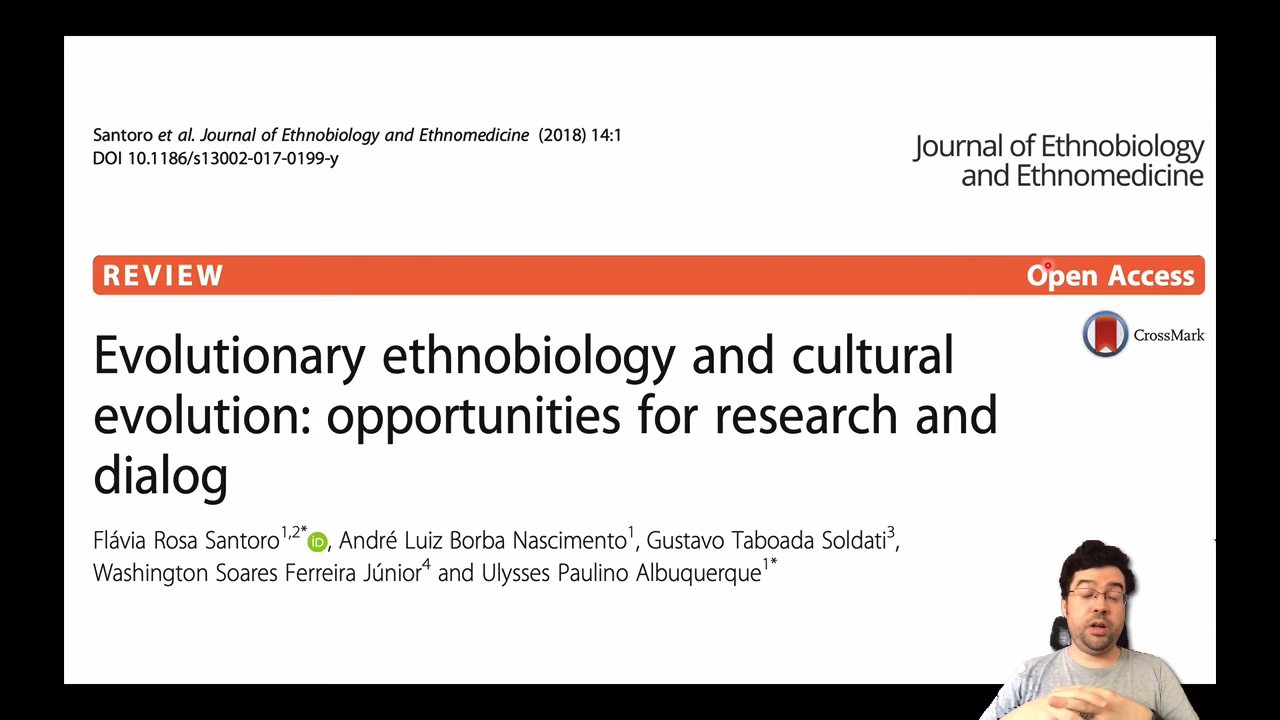 Santoro et al. Journal of Ethnobiology and Ethnomedicine (2018) 14:1
DOI 10.1186/s13002-017-0199-y
Journal of Ethnobiology
and Ethnomedicine
REVIEW
Open Access
CrossMark
Evolutionary ethnobiology and cultural
evolution: opportunities for research and
dialog
Flávia Rosa Santoro1,2* iD, André Luiz Borba Nascimento1, Gustavo Taboada Soldati3,
Washington Soares Ferreira Júnior4 and Ulysses Paulino Albuquerque1*